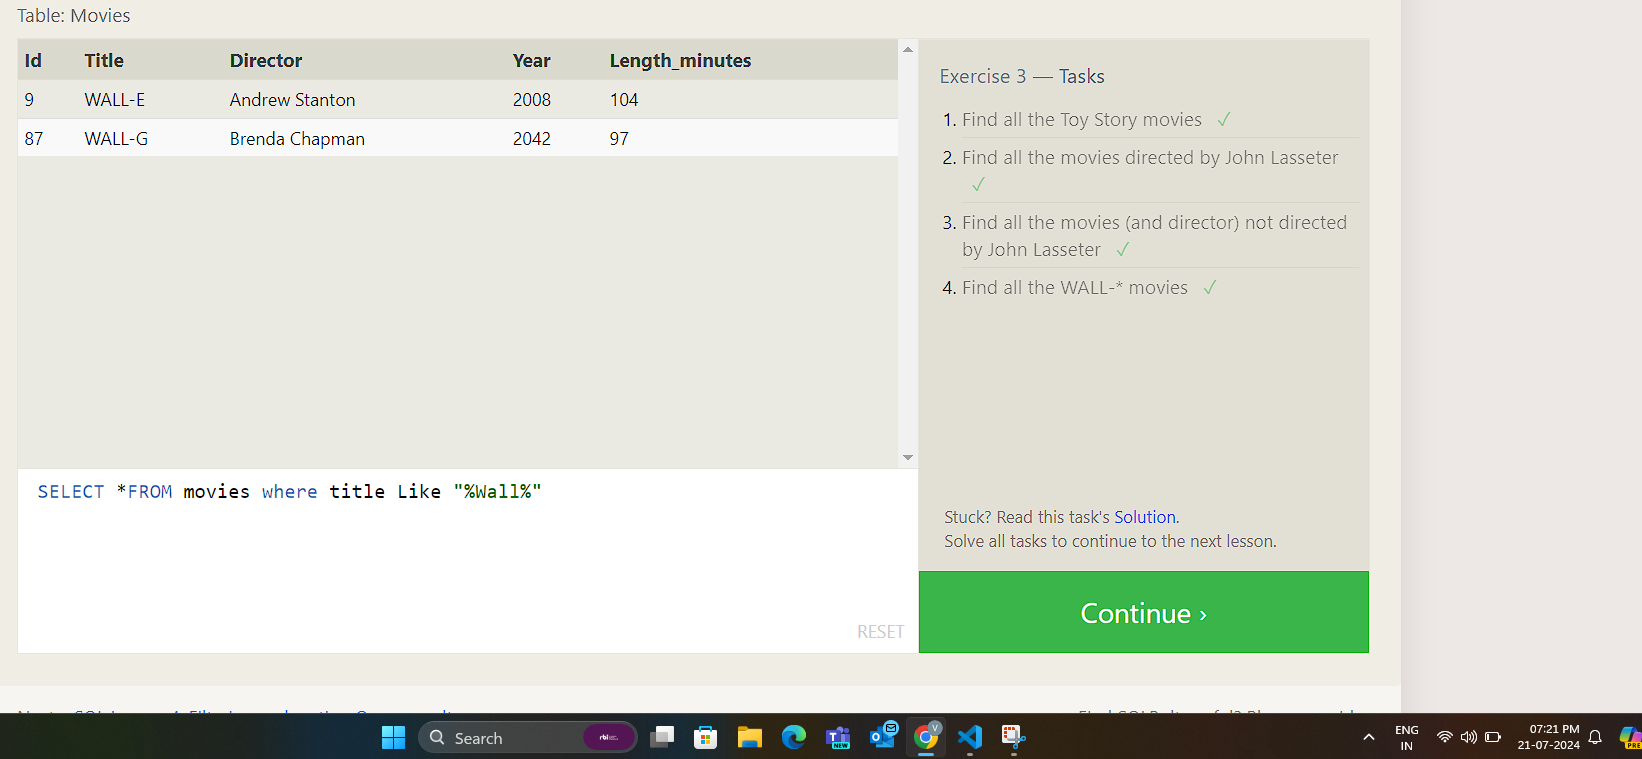 Table: Movies
Id Title Director Year Length_minutes
9 WALL-E Andrew Stanton 2008 104
87 WALL-G Brenda Chapman 2042 97
SELECT *FROM movies where title Like "%Wall%"
RESET
Exercise 3 — Tasks
1. Find all the Toy Story movies ✓
2. Find all the movies directed by John Lasseter
✓
3. Find all the movies (and director) not directed
by John Lasseter ✓
4. Find all the WALL-* movies ✓
Stuck? Read this task's Solution.
Solve all tasks to continue to the next lesson.
Continue ›
Search
NEW
V
ENG
IN
07:21 PM
21-07-2024
PRE